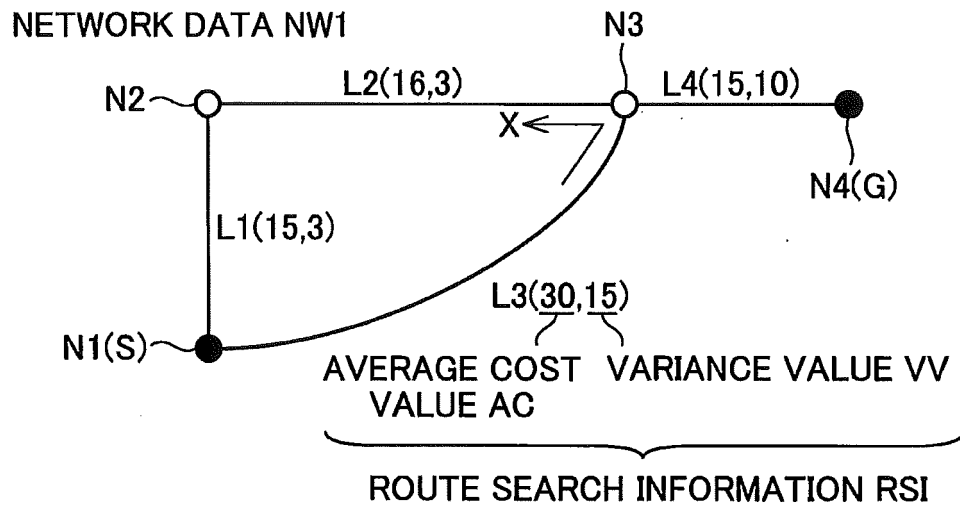 NETWORK DATA NW1
N3
N2
L2(16,3)
L4(15,10)
X
N4(G)
L1(15,3)
L3(30,15)
N1(S)
AVERAGE COST VALUE AC
VARIANCE VALUE VV
ROUTE SEARCH INFORMATION RSI